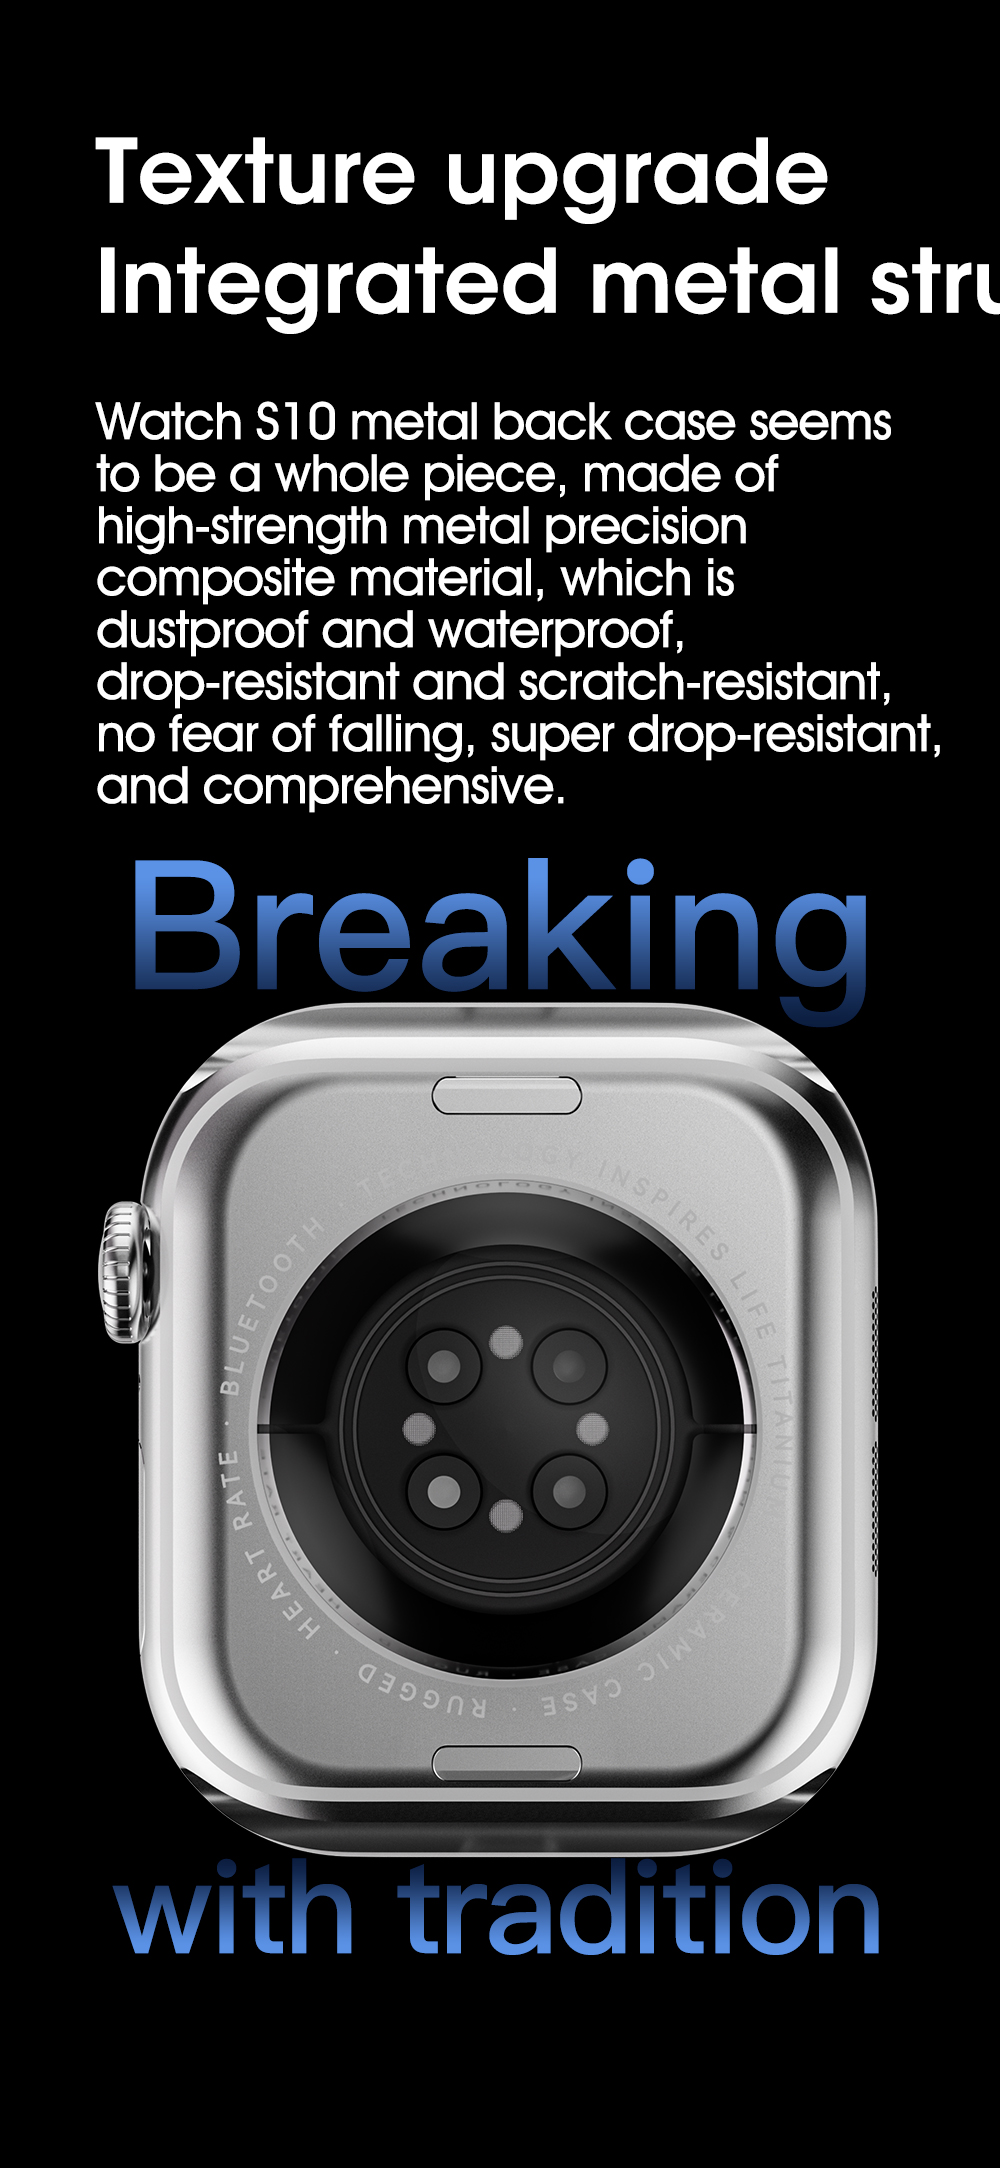 Texture upgrade
Integrated metal stru
Watch S10 metal back case seems
to be a whole piece, made of
high-strength metal precision
composite material, which is
dustproof and waterproof,
drop-resistant and scratch-resistant,
no fear of falling, super drop-resistant,
and comprehensive.
Breaking
BLUETOOTH · TECHNOLOGY INSPIRES LIFE TITANIUM
CERAMIC CASE · RUGGED · HEART RATE ·
with tradition